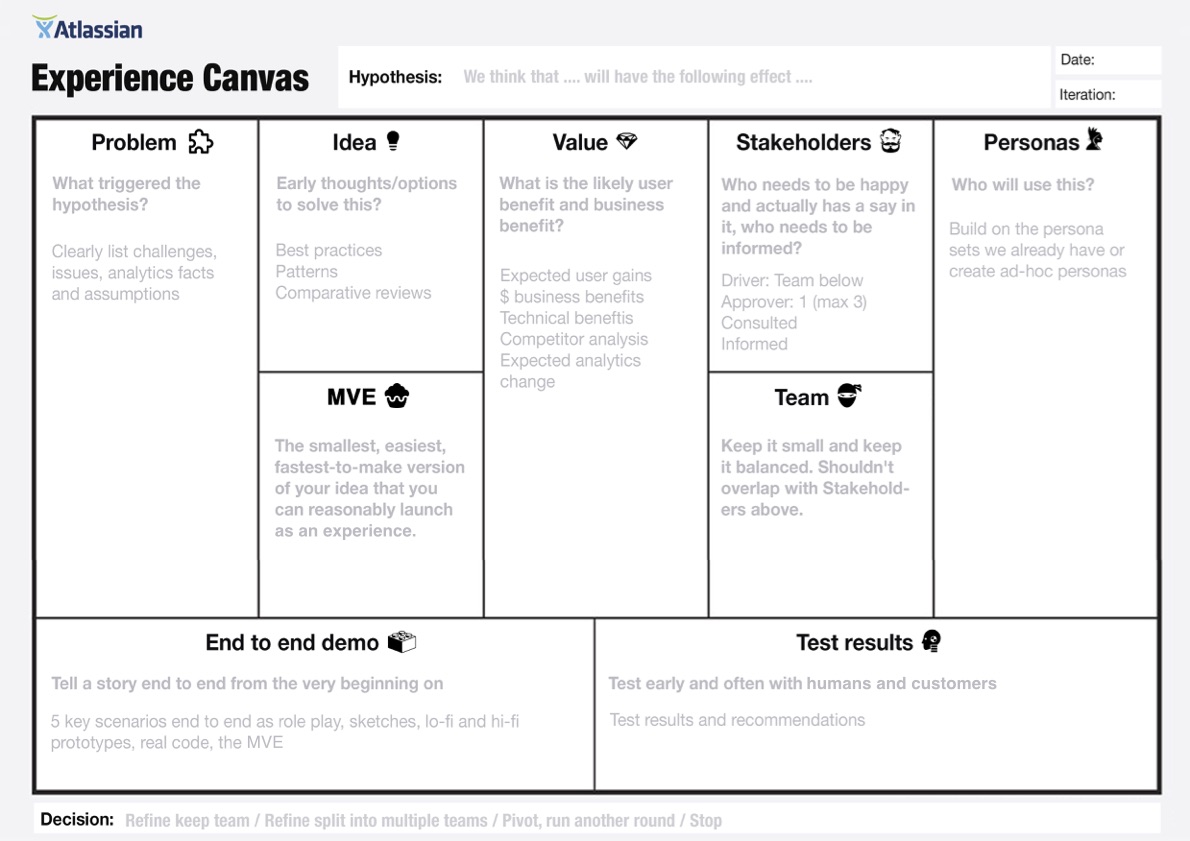 Atlassian
Experience Canvas
Hypothesis: We think that .... will have the following effect ....
Date:
Iteration:
Problem
What triggered the
hypothesis?
Clearly list challenges,
issues, analytics facts
and assumptions
Idea
Early thoughts/options
to solve this?
Best practices
Patterns
Comparative reviews
MVE
The smallest, easiest,
fastest-to-make version
of your idea that you
can reasonably launch
as an experience.
Value
What is the likely user
benefit and business
benefit?
Expected user gains
$ business benefits
Technical beneftis
Competitor analysis
Expected analytics
change
Stakeholders
Who needs to be happy
and actually has a say in
it, who needs to be
informed?
Driver: Team below
Approver: 1 (max 3)
Consulted
Informed
Team
Keep it small and keep
it balanced. Shouldn't
overlap with Stakehold-
ers above.
Personas
Who will use this?
Build on the persona
sets we already have or
create ad-hoc personas
End to end demo
Tell a story end to end from the very beginning on
5 key scenarios end to end as role play, sketches, lo-fi and hi-fi
prototypes, real code, the MVE
Test results
Test early and often with humans and customers
Test results and recommendations
Decision: Refine keep team / Refine split into multiple teams / Pivot, run another round / Stop